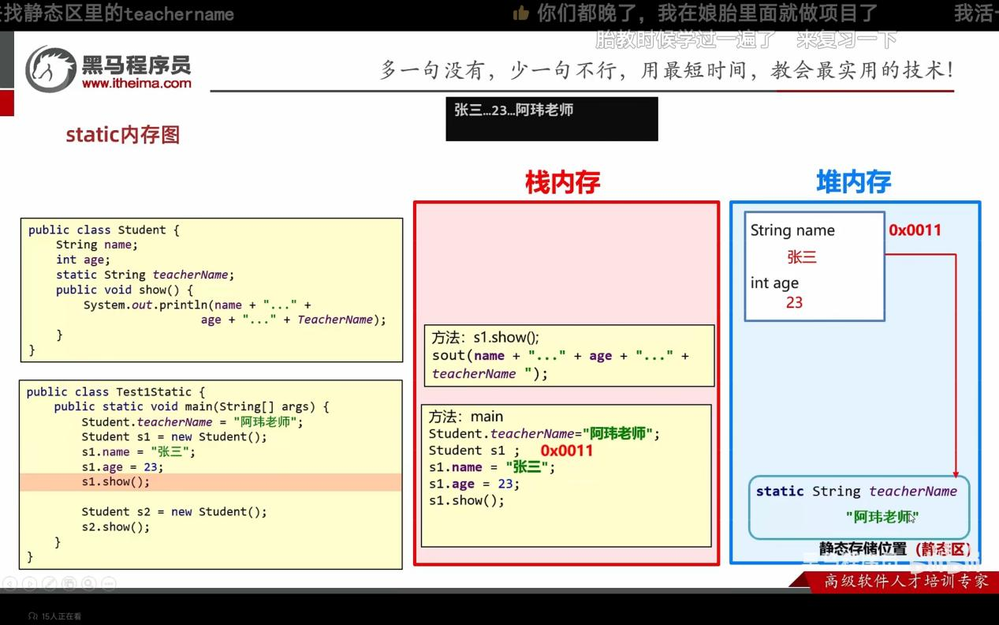 找静态区里的teachername
你们都晚了，我在娘胎里面就做项目了
我活
胎教时候学过一遍了 来复习一下
黑马程序员
www.itheima.com
多一句没有，少一句不行，用最短时间，教会最实用的技术！
张三...23...阿玮老师
static内存图
栈内存
堆内存
public class Student {
String name;
int age;
static String teacherName;
public void show() {
System.out.println(name + "..." +
age + "..." + TeacherName);
}
}
public class Test1Static {
public static void main(String[] args) {
Student.teacherName = "阿玮老师";
Student s1 = new Student();
s1.name = "张三";
s1.age = 23;
s1.show();
Student s2 = new Student();
s2.show();
}
}
方法：s1.show();
sout(name + "..." + age + "..." +
teacherName ");
方法：main
Student.teacherName="阿玮老师";
Student s1 ; 0x0011
s1.name = "张三";
s1.age = 23;
s1.show();
String name
0x0011
张三
int age
23
static String teacherName
"阿玮老师"
静态存储位置（静态区）
高级软件人才培训专家
15人正在看